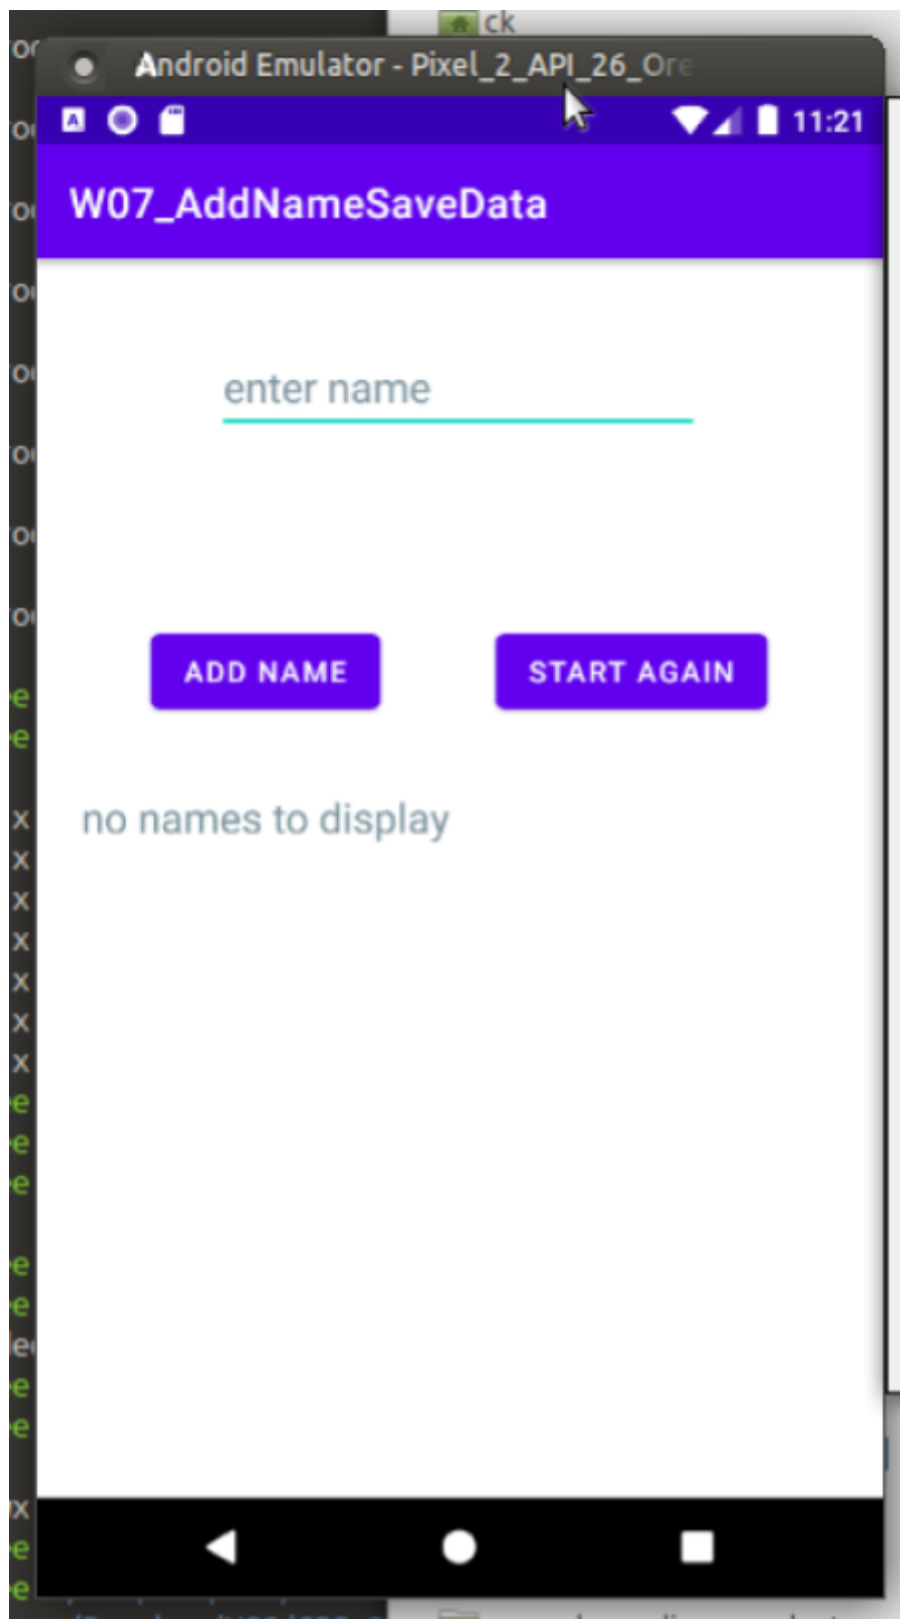 ck
Android Emulator - Pixel_2_API_26_Ore
11:21
W07_AddNameSaveData
enter name
ADD NAME
START AGAIN
no names to display